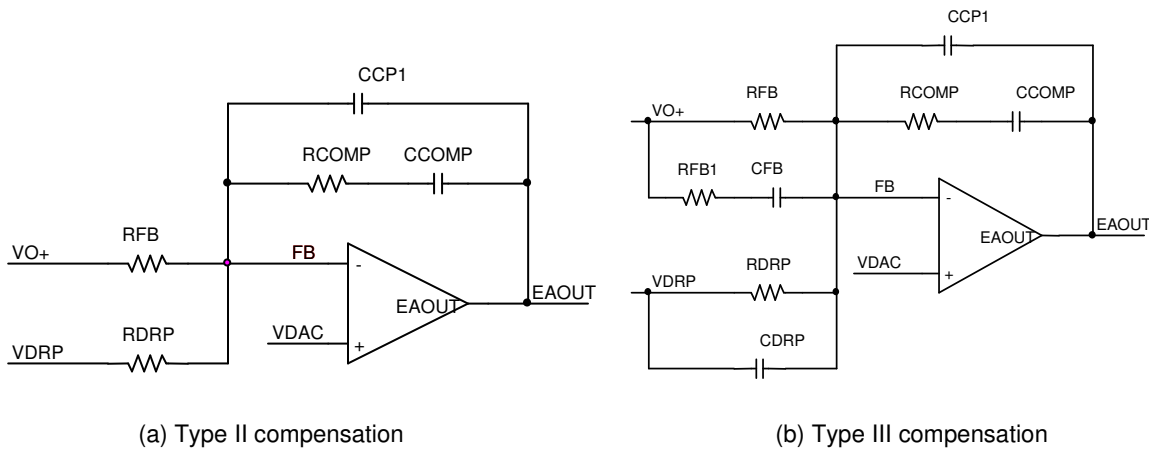 CCP1
RCOMP CCOMP
RFB
VO+
FB
-
EAOUT
EAOUT
RDRP
VDAC
VDRP
+
(a) Type II compensation
CCP1
RFB
RCOMP CCOMP
VO+
RFB1 CFB
FB
-
EAOUT
EAOUT
RDRP
VDAC
VDRP
+
CDRP
(b) Type III compensation